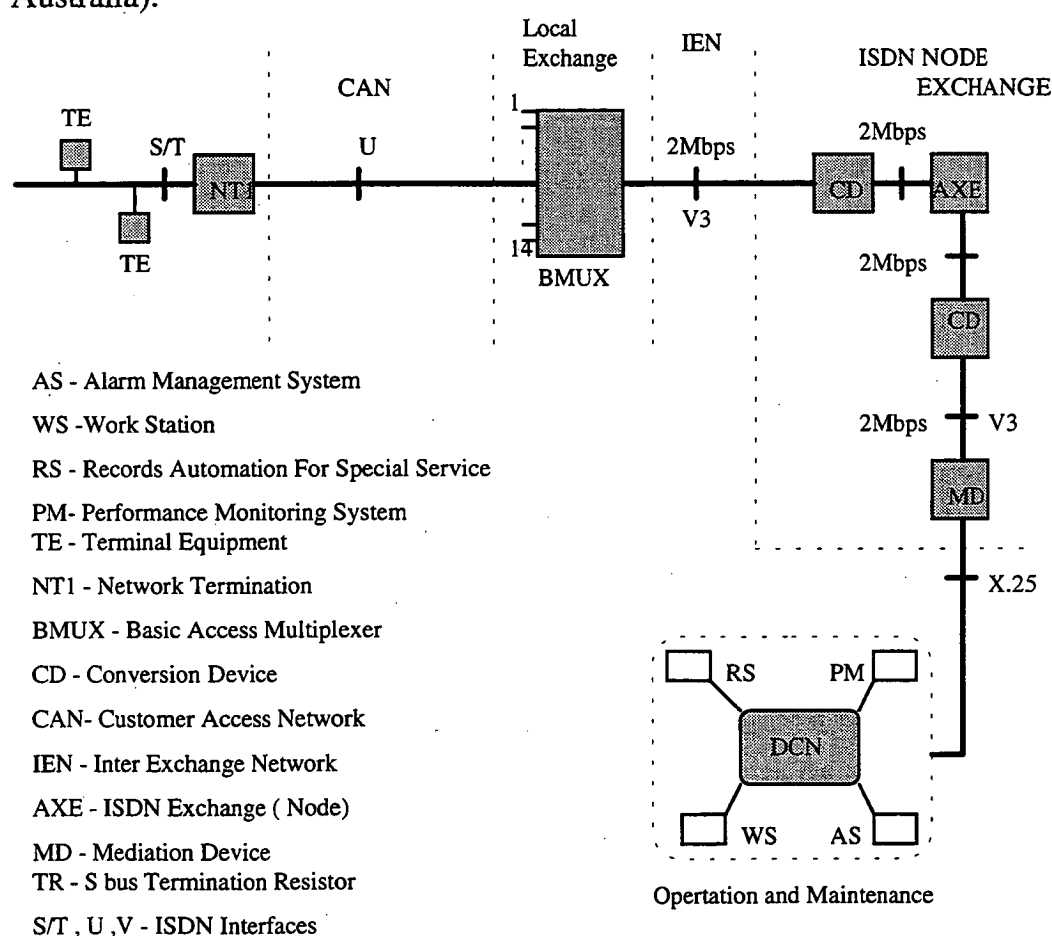 Australia).
Local
Exchange
IEN
ISDN NODE
EXCHANGE
CAN
TE
S/T
NT1
U
1
14
BMUX
2Mbps
V3
CD
2Mbps
AXE
TE
2Mbps
CD
2Mbps
V3
MD
X.25
AS - Alarm Management System
WS -Work Station
RS - Records Automation For Special Service
PM- Performance Monitoring System
TE - Terminal Equipment
NT1 - Network Termination
BMUX - Basic Access Multiplexer
CD - Conversion Device
CAN- Customer Access Network
IEN - Inter Exchange Network
AXE - ISDN Exchange ( Node)
MD - Mediation Device
TR - S bus Termination Resistor
S/T , U ,V - ISDN Interfaces
RS
PM
DCN
WS
AS
Opertation and Maintenance